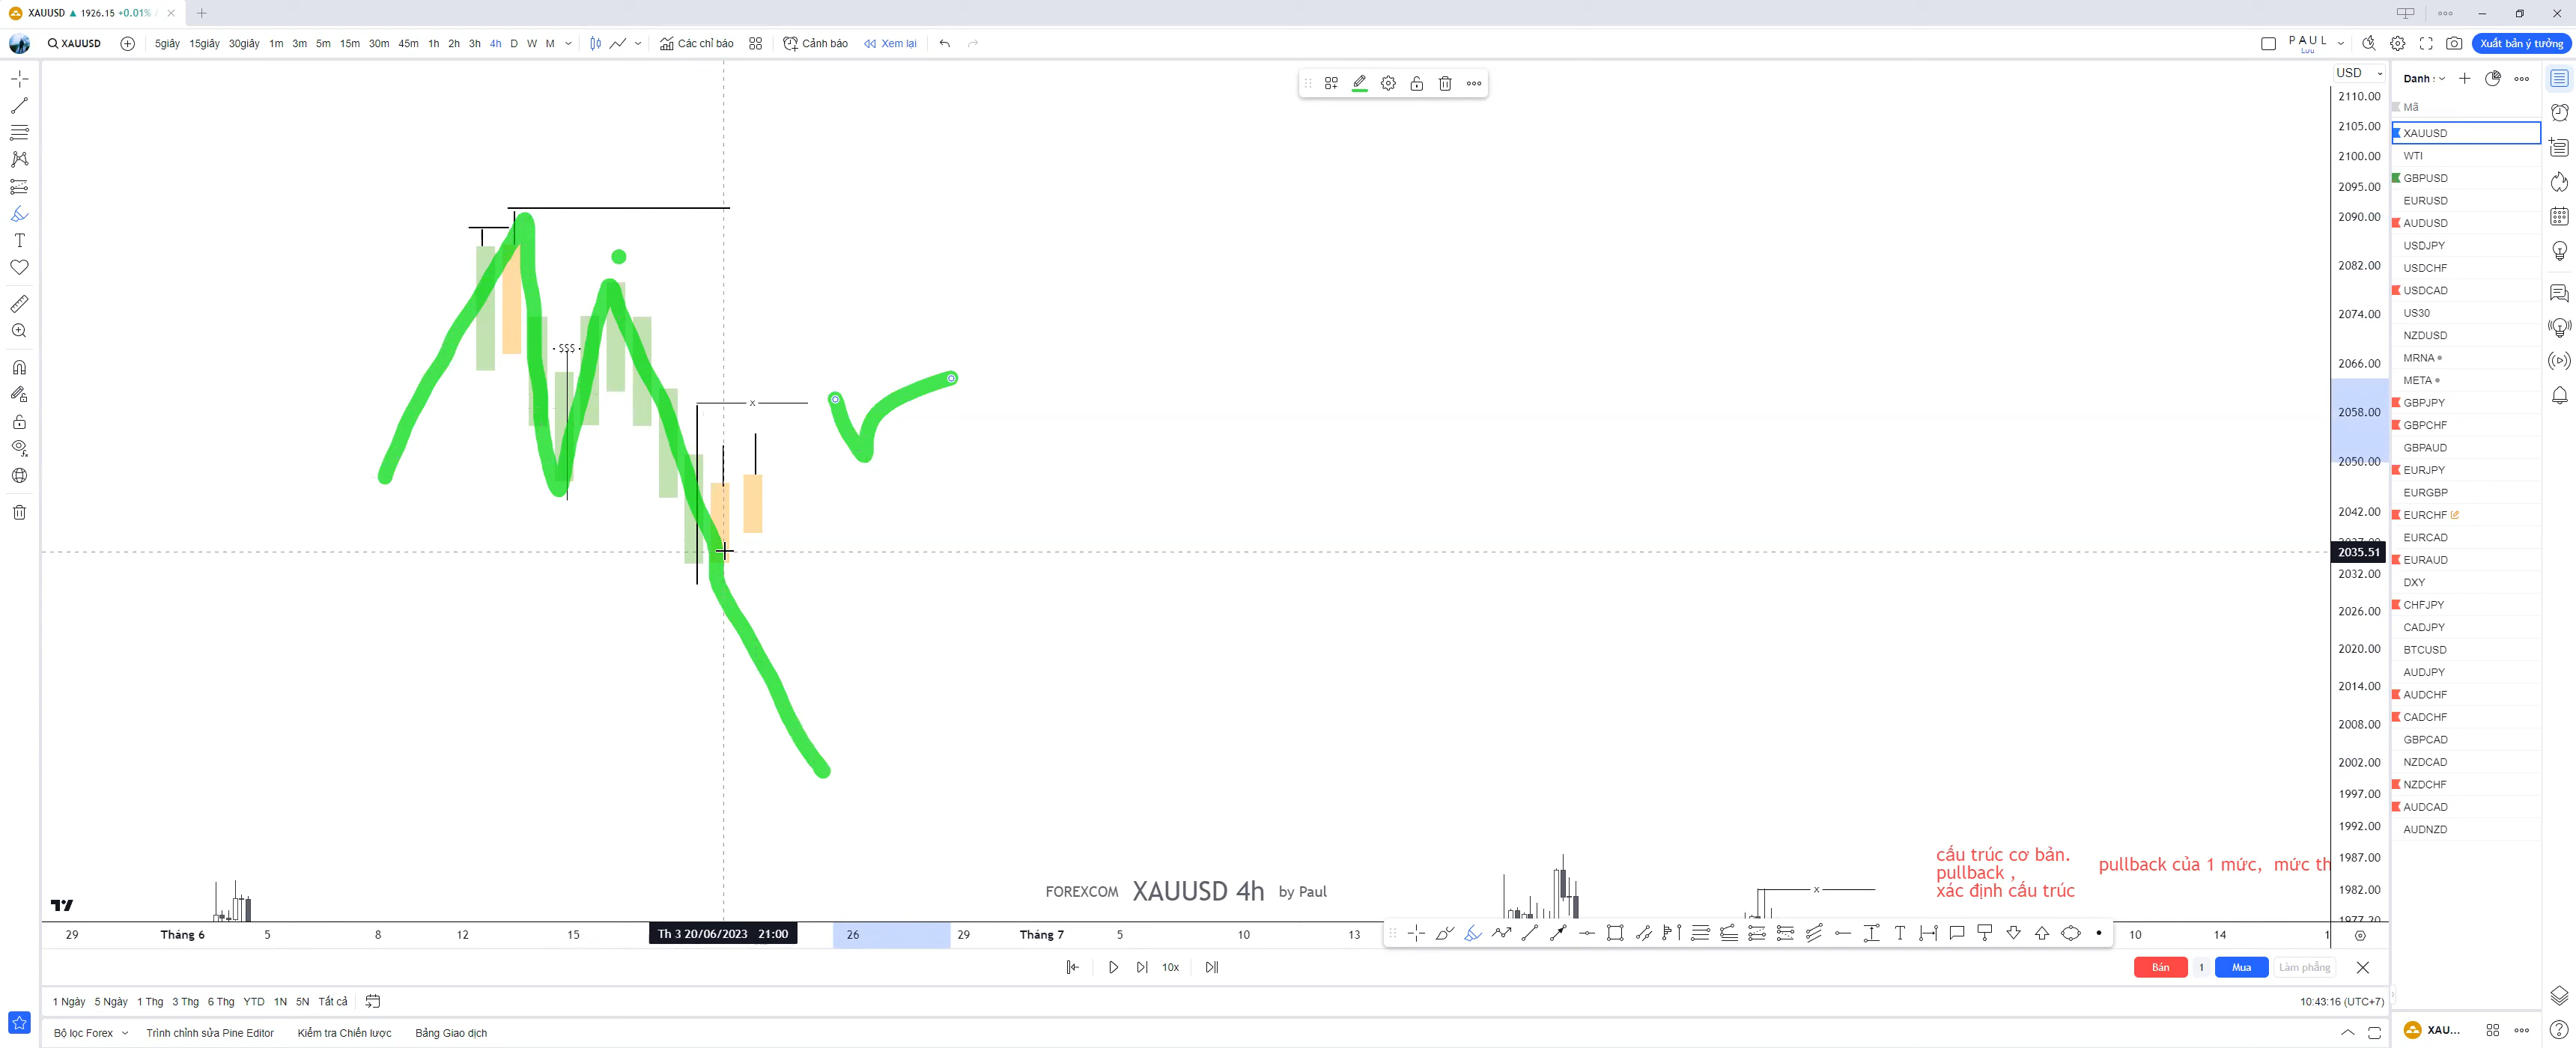 XAUUSD ▲ 1926.15 +0.01% /
XAUUSD
5giây 15giây 30giây 1m 3m 5m 15m 30m 45m 1h 2h 3h 4h D W M
Các chỉ báo
Cảnh báo
Xem lại
PAUL
Lưu
Xuất bản ý tưởng
USD
2110.00
2105.00
2100.00
2095.00
2090.00
2082.00
2074.00
2066.00
2058.00
2050.00
2042.00
2035.51
2032.00
2026.00
2020.00
2014.00
2008.00
2002.00
1997.00
1992.00
1987.00
1982.00
1977.20
Danh :
Mã
XAUUSD
WTI
GBPUSD
EURUSD
AUDUSD
USDJPY
USDCHF
USDCAD
US30
NZDUSD
MRNA
META
GBPJPY
GBPCHF
GBPAUD
EURJPY
EURGBP
EURCHF
EURCAD
EURAUD
DXY
CHFJPY
CADJPY
BTCUSD
AUDJPY
AUDCHF
CADCHF
GBPCAD
NZDCAD
NZDCHF
AUDCAD
AUDNZD
- $$$ -
x
cấu trúc cơ bản.
pullback ,
xác định cấu trúc
pullback của 1 mức, mức th
FOREXCOM XAUUSD 4h by Paul
x
29 Tháng 6 5 8 12 15 Th 3 20/06/2023 21:00 26 29 Tháng 7 5 10 13 10 14 1
10x
Bán 1 Mua Làm phẳng
1 Ngày 5 Ngày 1 Thg 3 Thg 6 Thg YTD 1N 5N Tất cả
10:43:16 (UTC+7)
Bộ lọc Forex Trình chỉnh sửa Pine Editor Kiểm tra Chiến lược Bảng Giao dịch
XAU...